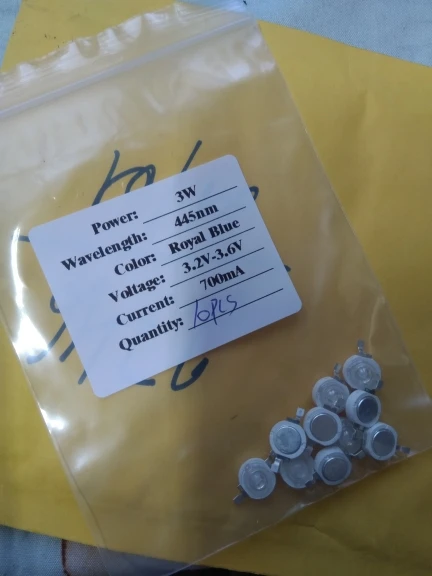 Power: 3W
Wavelength: 445nm
Color: Royal Blue
Voltage: 3.2V-3.6V
Current: 700mA
Quantity: 10pcs